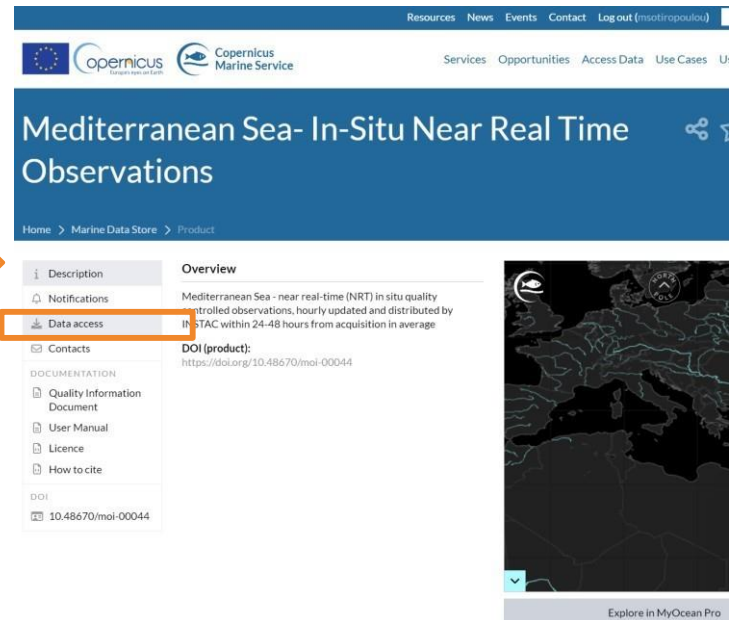 Resources News Events Contact Log out (msotiropoulou)
Copernicus
Europe's eyes on Earth
Copernicus
Marine Service
Services Opportunities Access Data Use Cases
Mediterranean Sea- In-Situ Near Real Time
Observations
Home > Marine Data Store > Product
Description
Notifications
Data access
Contacts
DOCUMENTATION
Quality Information
Document
User Manual
Licence
How to cite
DOI
10.48670/moi-00044
Overview
Mediterranean Sea - near real-time (NRT) in situ quality
controlled observations, hourly updated and distributed by
INSTAC within 24-48 hours from acquisition in average
DOI (product):
https://doi.org/10.48670/moi-00044
NORTH
POLE
Explore in MyOcean Pro